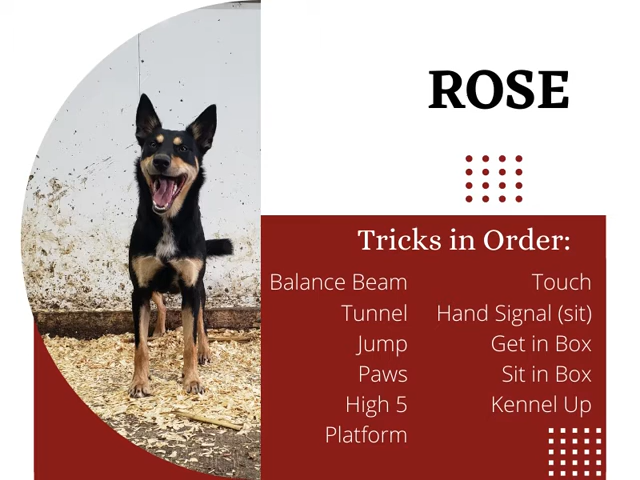 ROSE
Tricks in Order:
Balance Beam
Tunnel
Jump
Paws
High 5
Platform
Touch
Hand Signal (sit)
Get in Box
Sit in Box
Kennel Up